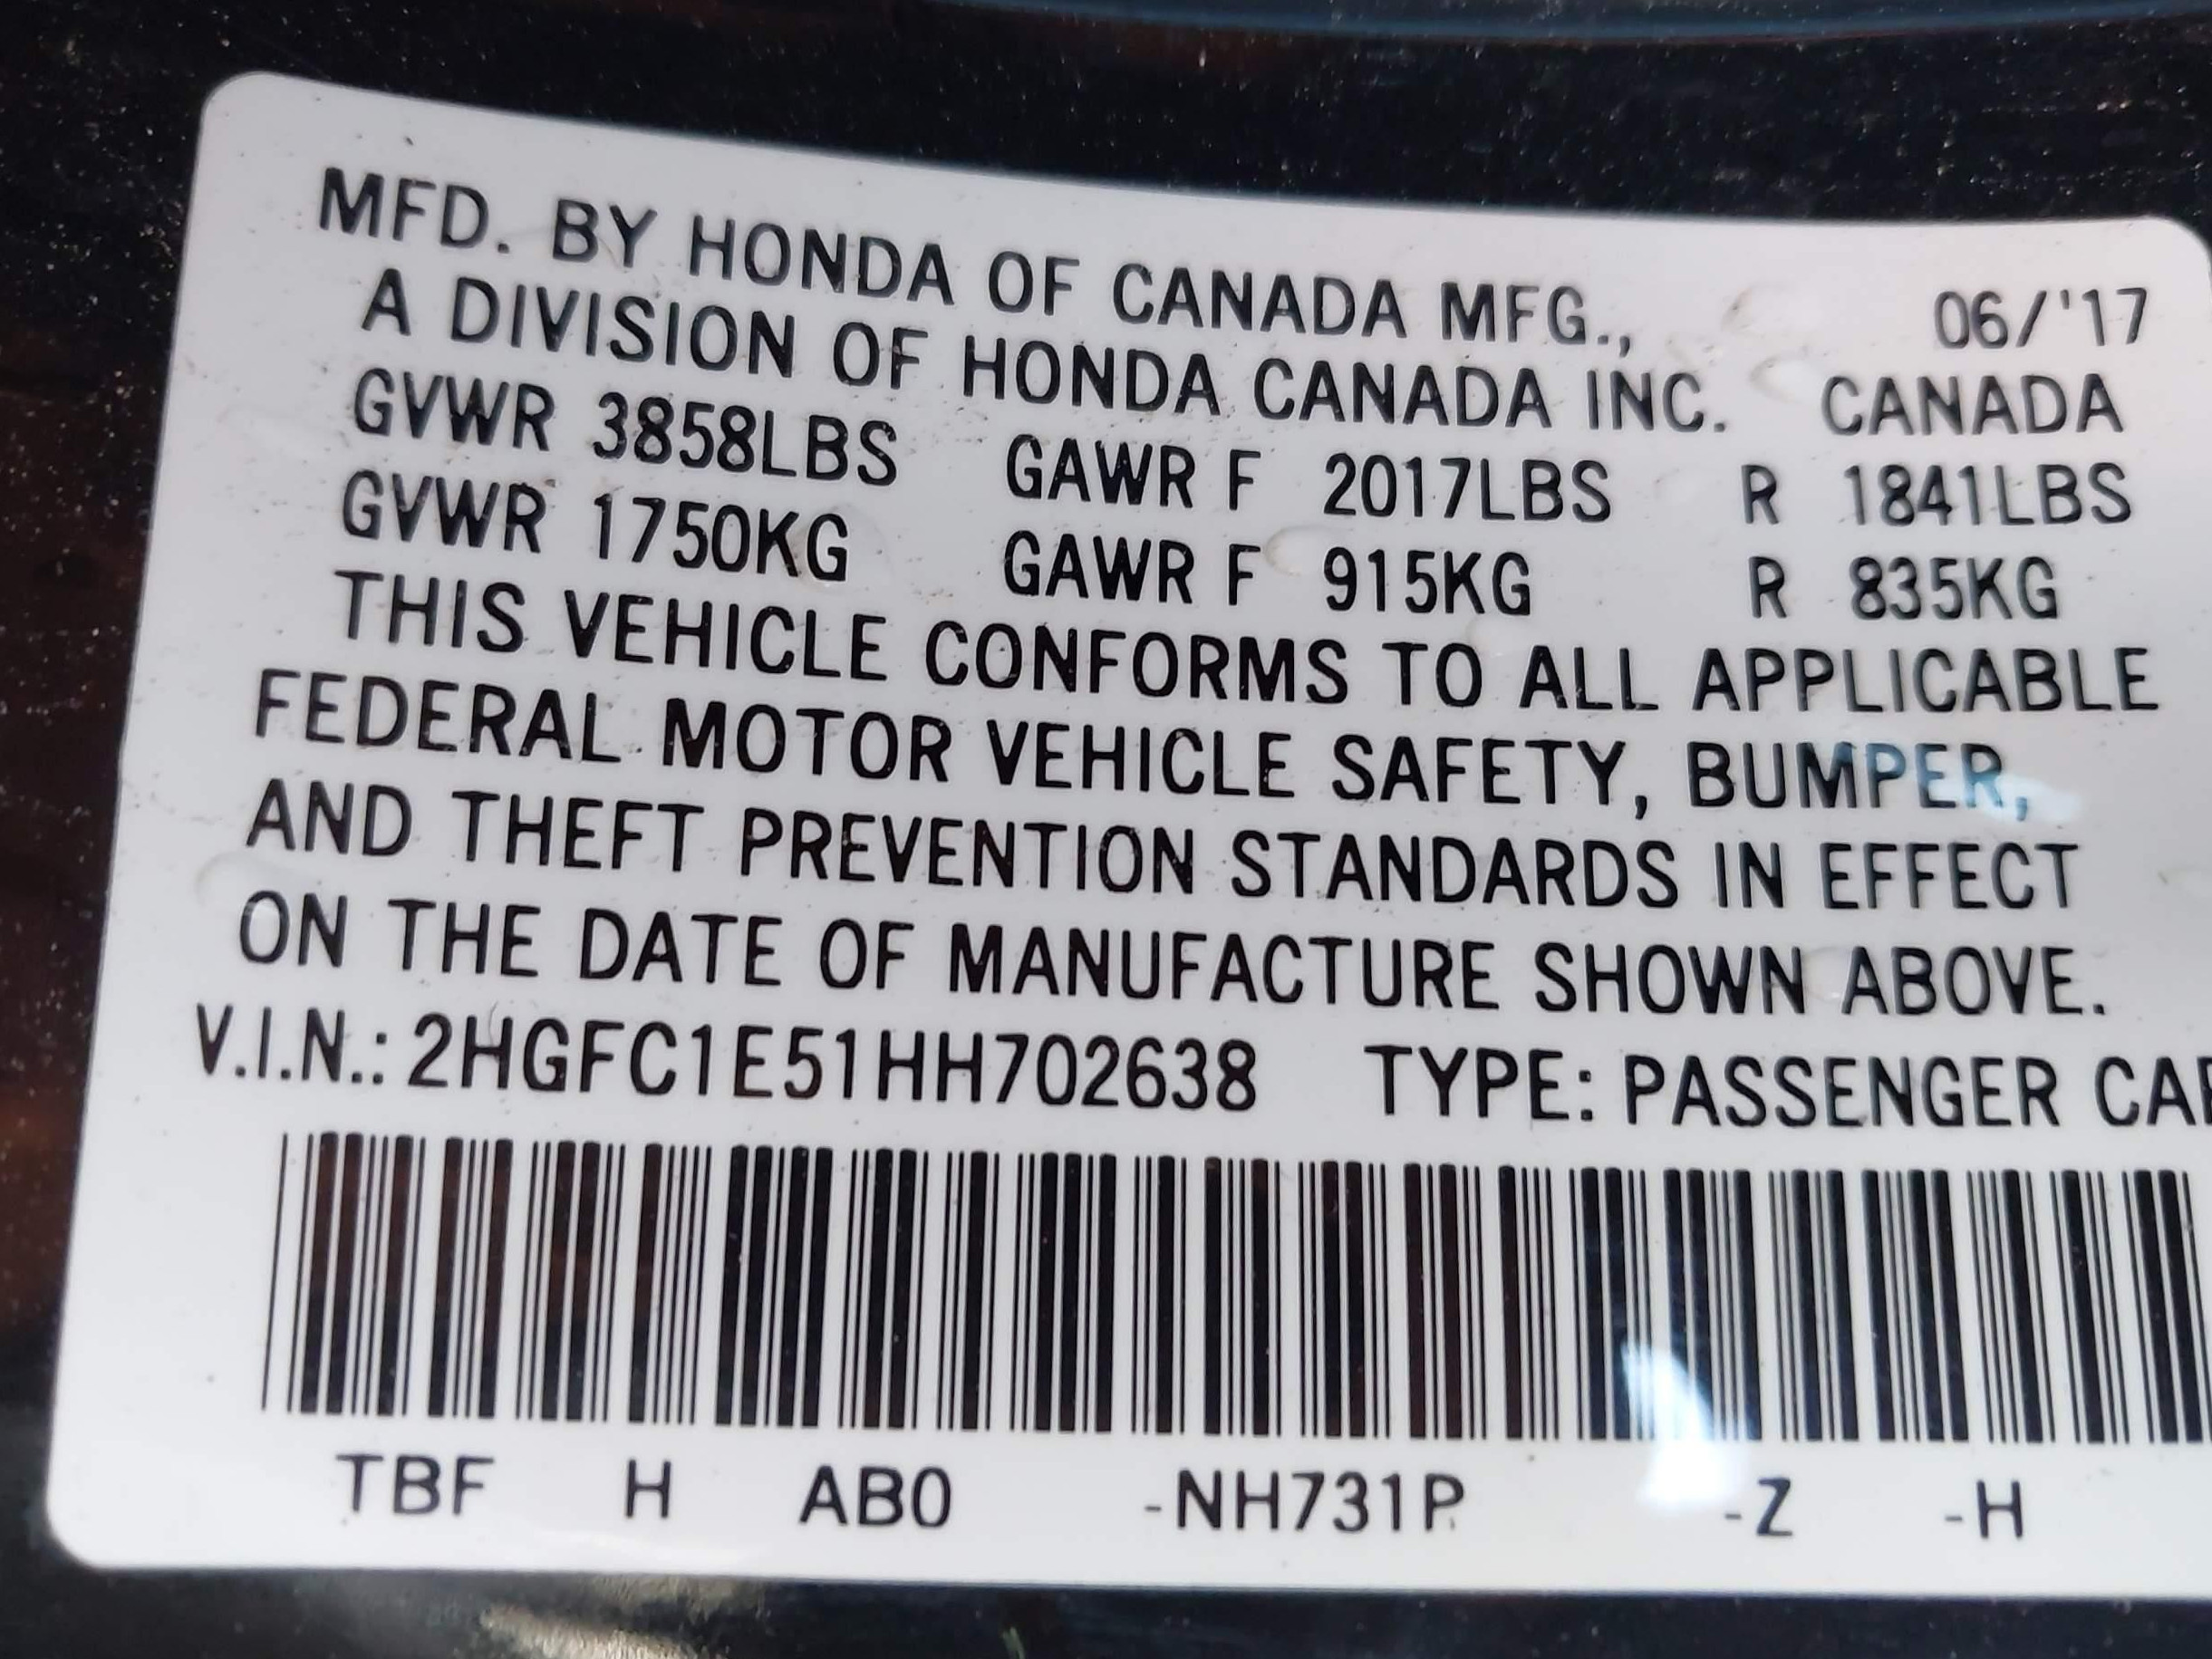 MFD. BY HONDA OF CANADA MFG., 06/'17
A DIVISION OF HONDA CANADA INC. CANADA
GVWR 3858LBS GAWR F 2017LBS R 1841LBS
GVWR 1750KG GAWR F 915KG R 835KG
THIS VEHICLE CONFORMS TO ALL APPLICABLE
FEDERAL MOTOR VEHICLE SAFETY, BUMPER,
AND THEFT PREVENTION STANDARDS IN EFFECT
ON THE DATE OF MANUFACTURE SHOWN ABOVE.
V.I.N.: 2HGFC1E51HH702638 TYPE: PASSENGER CAR
TBF H AB0 -NH731P -Z -H